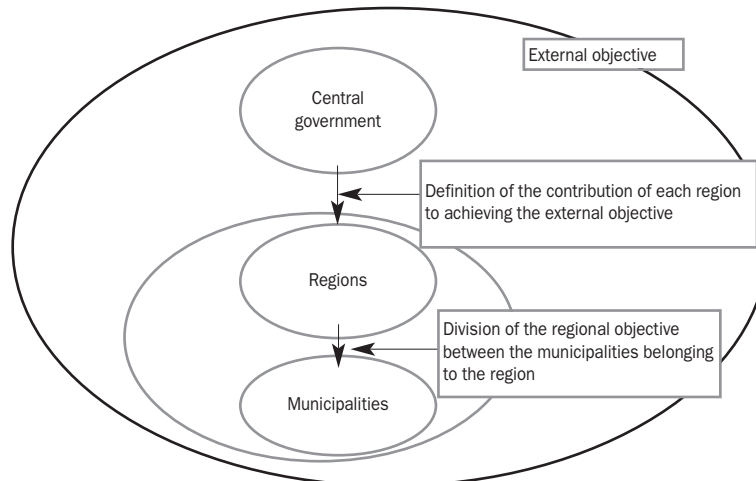 External objective
Central
government
Definition of the contribution of each region
to achieving the external objective
Regions
Division of the regional objective
between the municipalities belonging
to the region
Municipalities